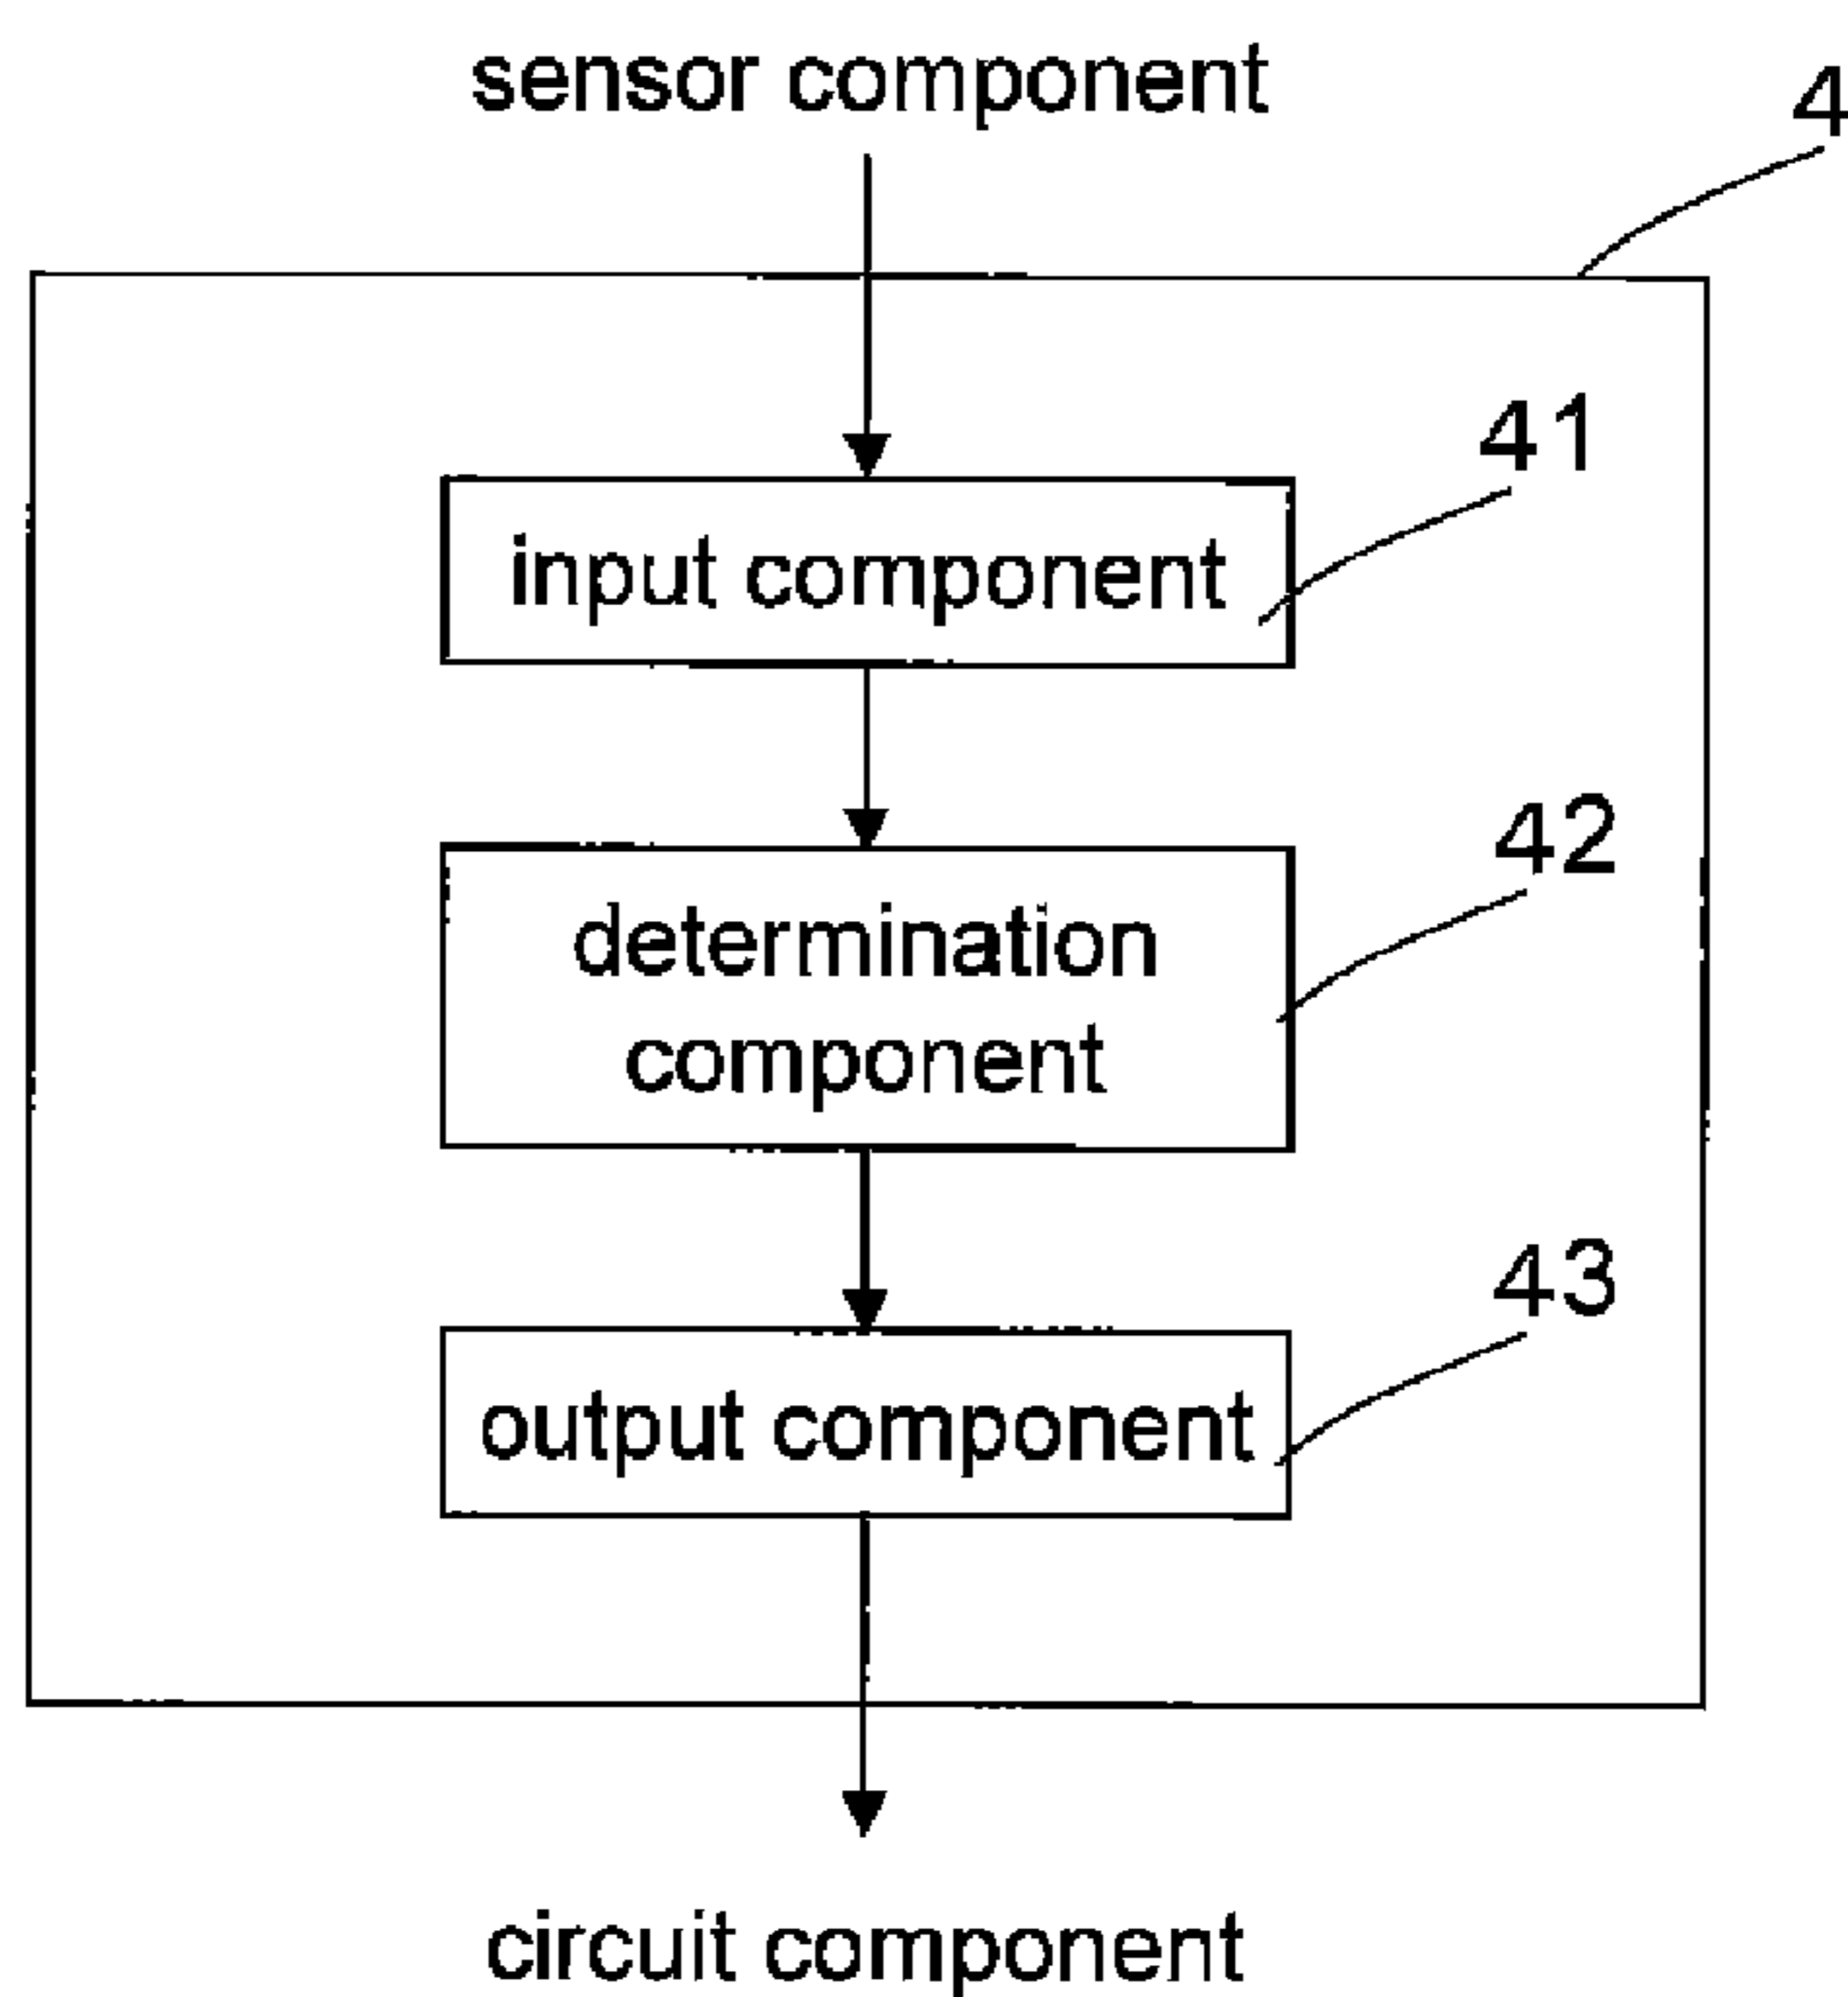 sensor component
4
41
input component
42
determination
component
43
output component
circuit component